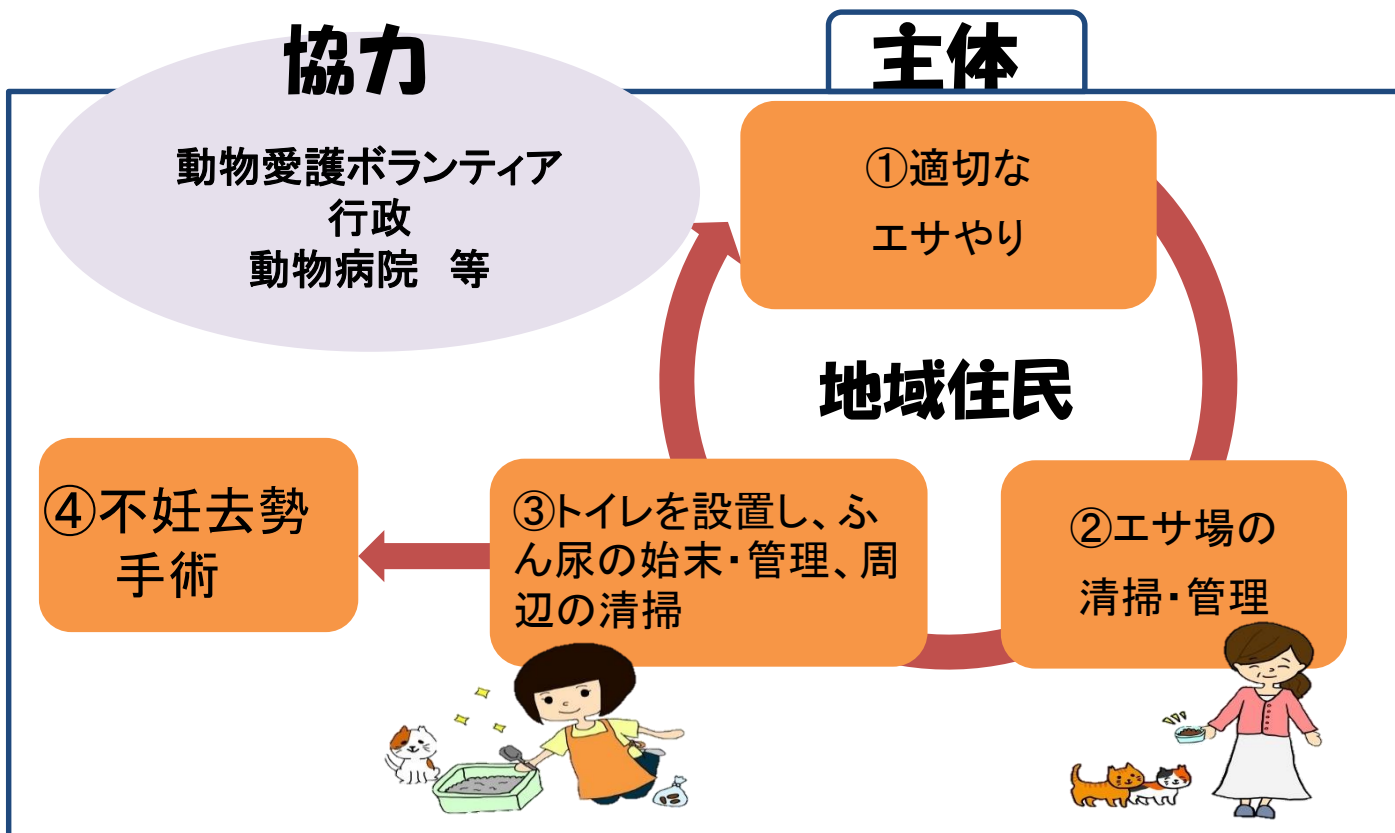 協力
動物愛護ボランティア
行政
動物病院　等
主体
①適切な
エサやり
地域住民
②エサ場の
清掃・管理
③トイレを設置し、ふ
ん尿の始末・管理、周
辺の清掃
④不妊去勢
手術